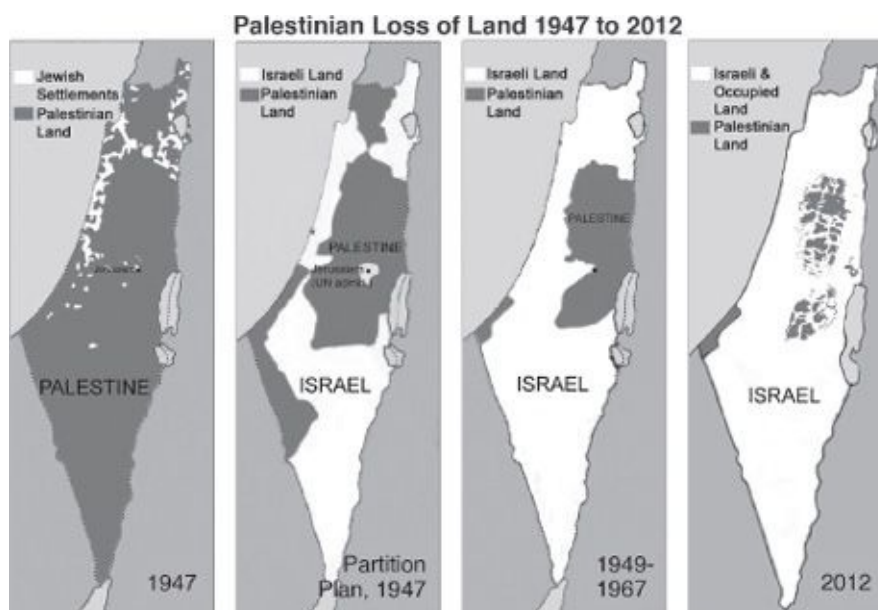 Palestinian Loss of Land 1947 to 2012
Jewish
Settlements
Palestinian
Land
Jerusalem
PALESTINE
1947
Israeli Land
Palestinian
Land
PALESTINE
Jerusalem
(UN admin.)
ISRAEL
Partition
Plan, 1947
Israeli Land
Palestinian
Land
PALESTINE
ISRAEL
1949-
1967
Israeli &
Occupied
Land
Palestinian
Land
ISRAEL
2012